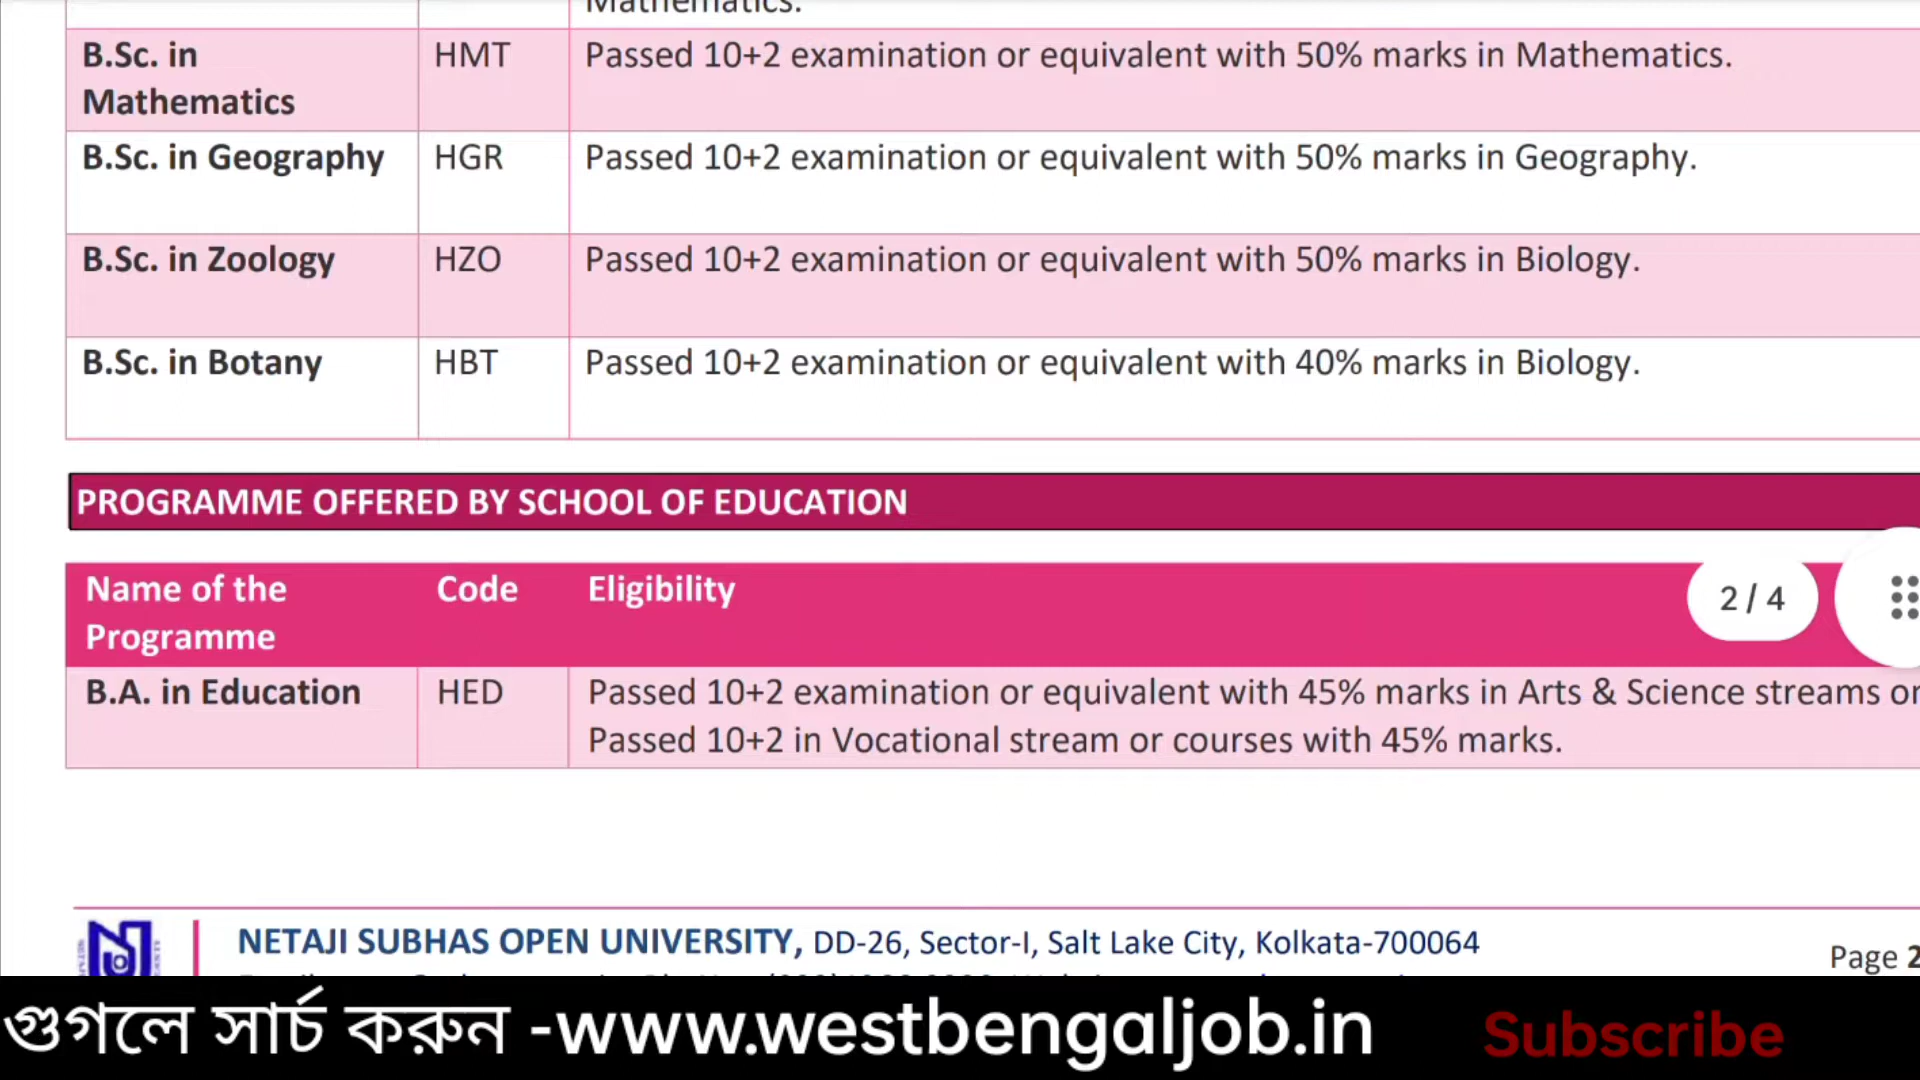 Mathematics.
B.Sc. in HMT Passed 10+2 examination or equivalent with 50% marks in Mathematics.
Mathematics
B.Sc. in Geography HGR Passed 10+2 examination or equivalent with 50% marks in Geography.
B.Sc. in Zoology HZO Passed 10+2 examination or equivalent with 50% marks in Biology.
B.Sc. in Botany HBT Passed 10+2 examination or equivalent with 40% marks in Biology.
PROGRAMME OFFERED BY SCHOOL OF EDUCATION
Name of the Code Eligibility
Programme
2 / 4
B.A. in Education HED Passed 10+2 examination or equivalent with 45% marks in Arts & Science streams or
Passed 10+2 in Vocational stream or courses with 45% marks.
NETAJI SUBHAS OPEN UNIVERSITY, DD-26, Sector-I, Salt Lake City, Kolkata-700064
Page 2
গুগলে সার্চ করুন -www.westbengaljob.in Subscribe